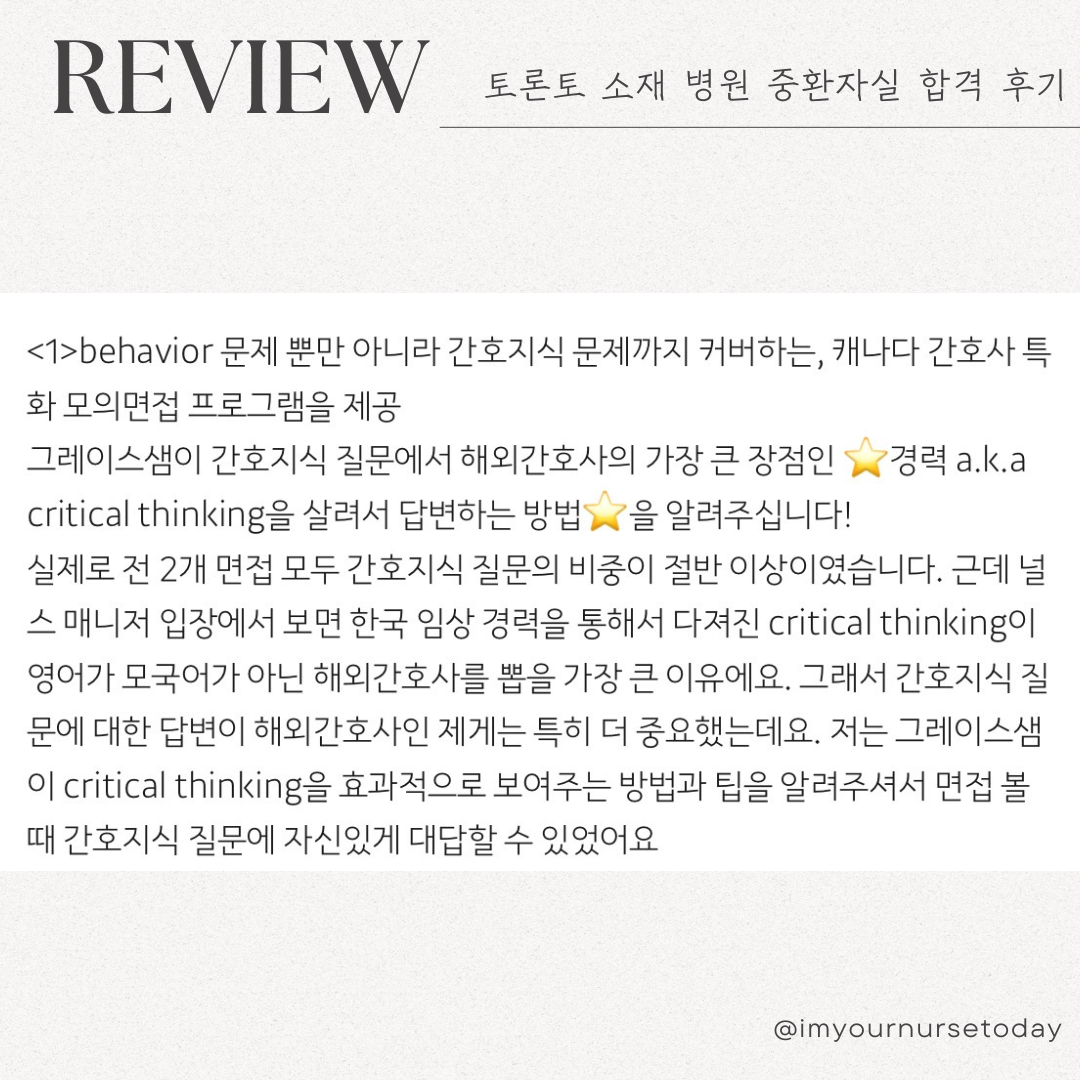 REVIEW
토론토 소재 병원 중환자실 합격 후기
<1>behavior 문제 뿐만 아니라 간호지식 문제까지 커버하는, 캐나다 간호사 특
화 모의면접 프로그램을 제공
그레이스샘이 간호지식 질문에서 해외간호사의 가장 큰 장점인 ⭐경력 a.k.a
critical thinking을 살려서 답변하는 방법⭐을 알려주십니다!
실제로 전 2개 면접 모두 간호지식 질문의 비중이 절반 이상이였습니다. 근데 널
스 매니저 입장에서 보면 한국 임상 경력을 통해서 다져진 critical thinking이
영어가 모국어가 아닌 해외간호사를 뽑을 가장 큰 이유에요. 그래서 간호지식 질
문에 대한 답변이 해외간호사인 제게는 특히 더 중요했는데요. 저는 그레이스샘
이 critical thinking을 효과적으로 보여주는 방법과 팁을 알려주셔서 면접 볼
때 간호지식 질문에 자신있게 대답할 수 있었어요
@imyournursetoday